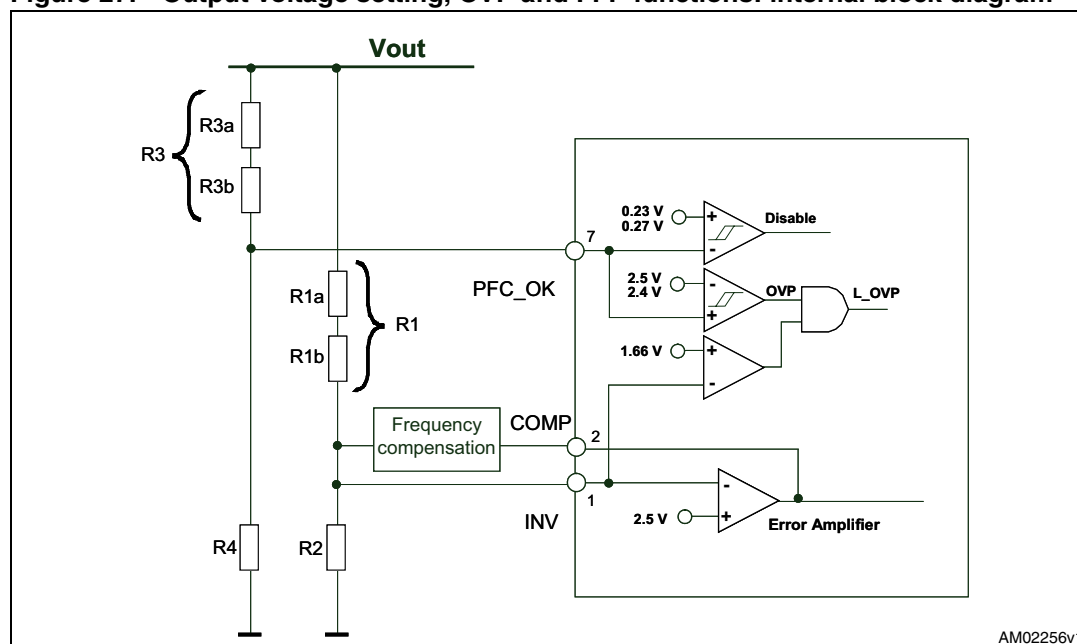 Figure 27. Output voltage setting, OVP and FFP functions: internal block diagram
Vout
R3a
R3
R3b
0.23 V
0.27 V
Disable
7
PFC_OK
2.5 V
2.4 V
OVP
L_OVP
R1a
R1
R1b
1.66 V
Frequency
compensation
COMP
2
1
INV
2.5 V
Error Amplifier
R4
R2
AM02256v